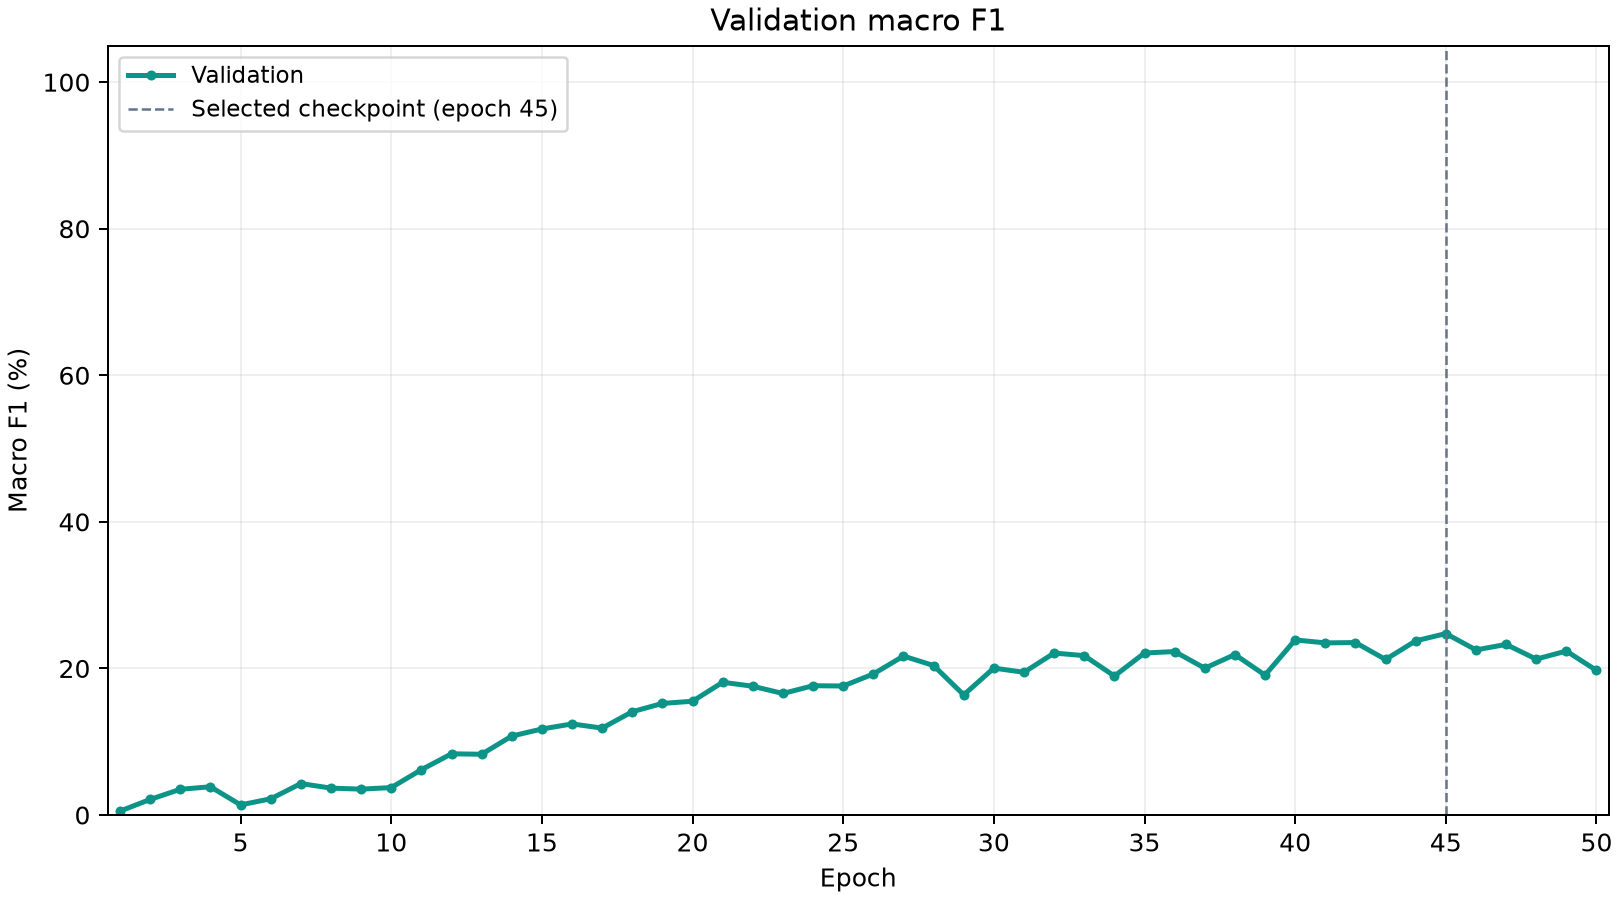 Validation macro F1
Validation
Selected checkpoint (epoch 45)
Macro F1 (%)
100
80
60
40
20
0
5 10 15 20 25 30 35 40 45 50
Epoch